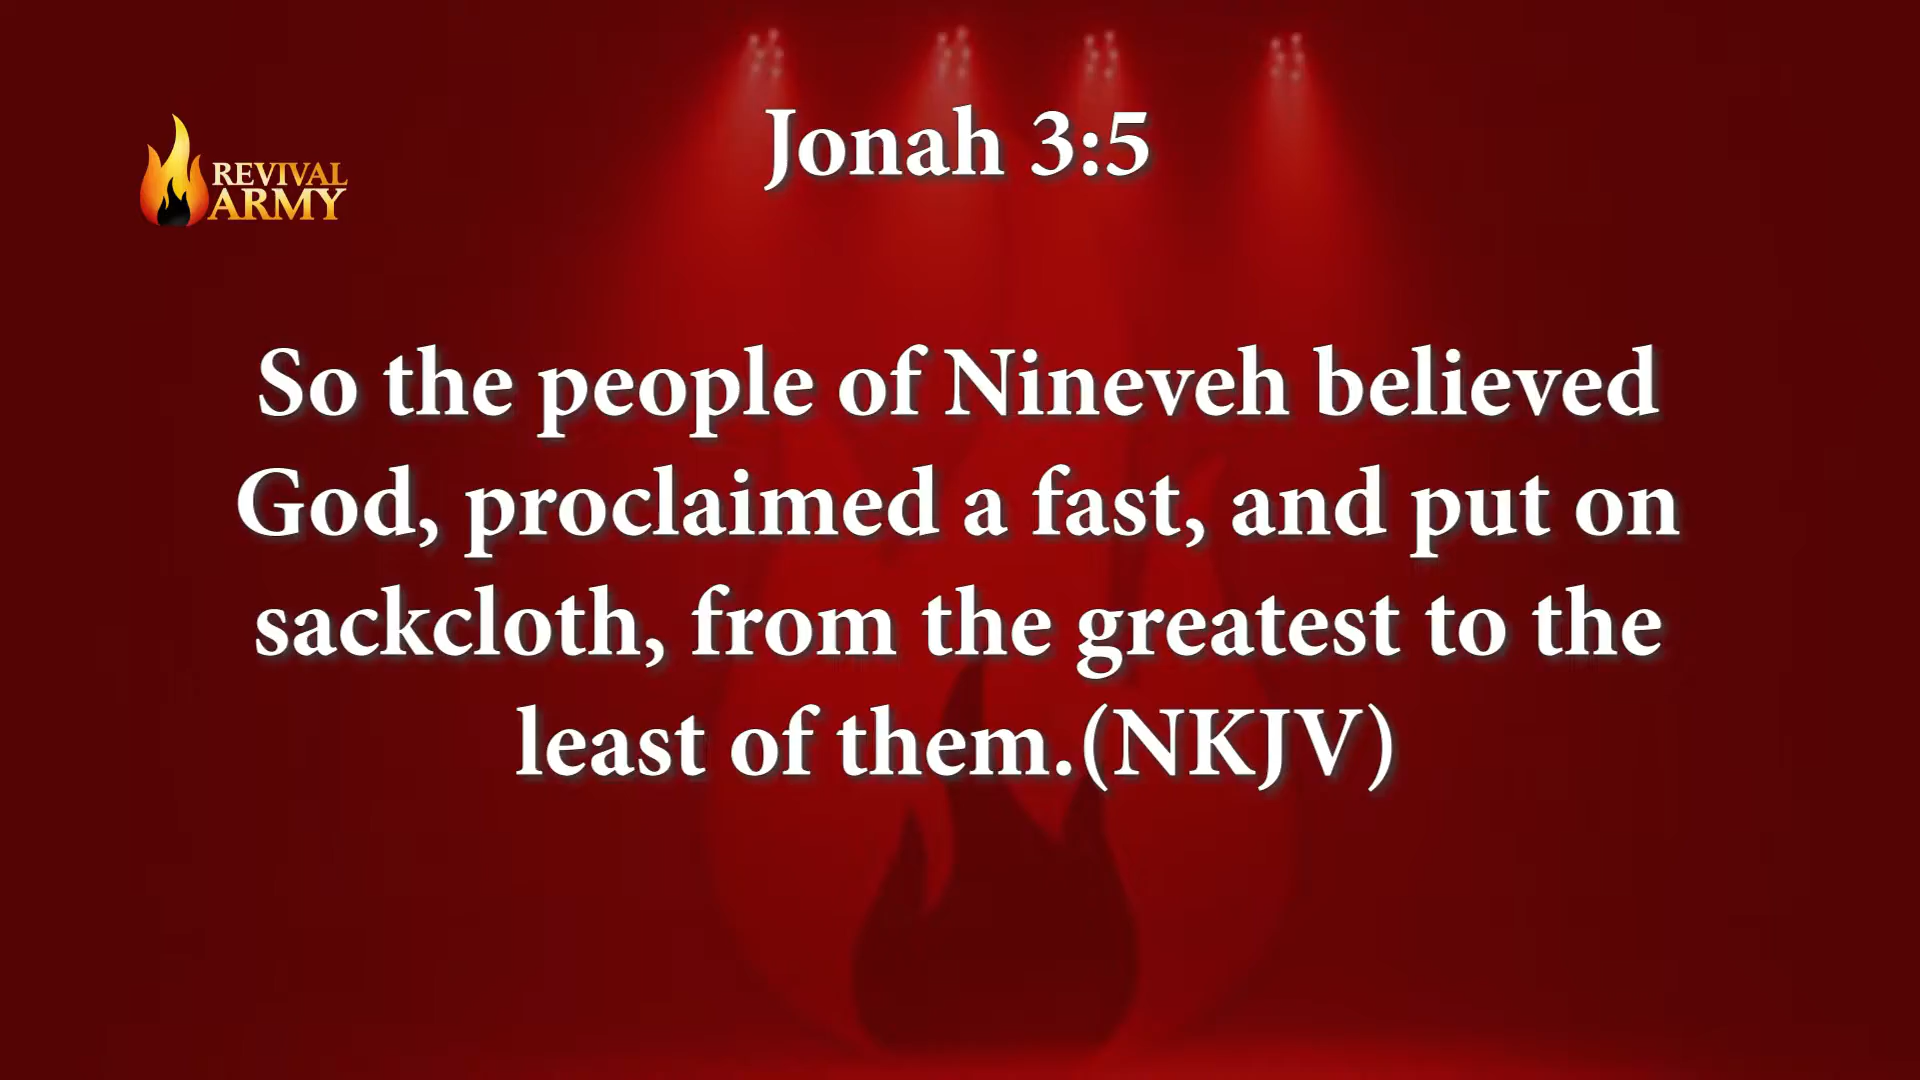 Jonah 3:5
REVIVAL
ARMY
So the people of Nineveh believed
God, proclaimed a fast, and put on
sackcloth, from the greatest to the
least of them.(NKJV)